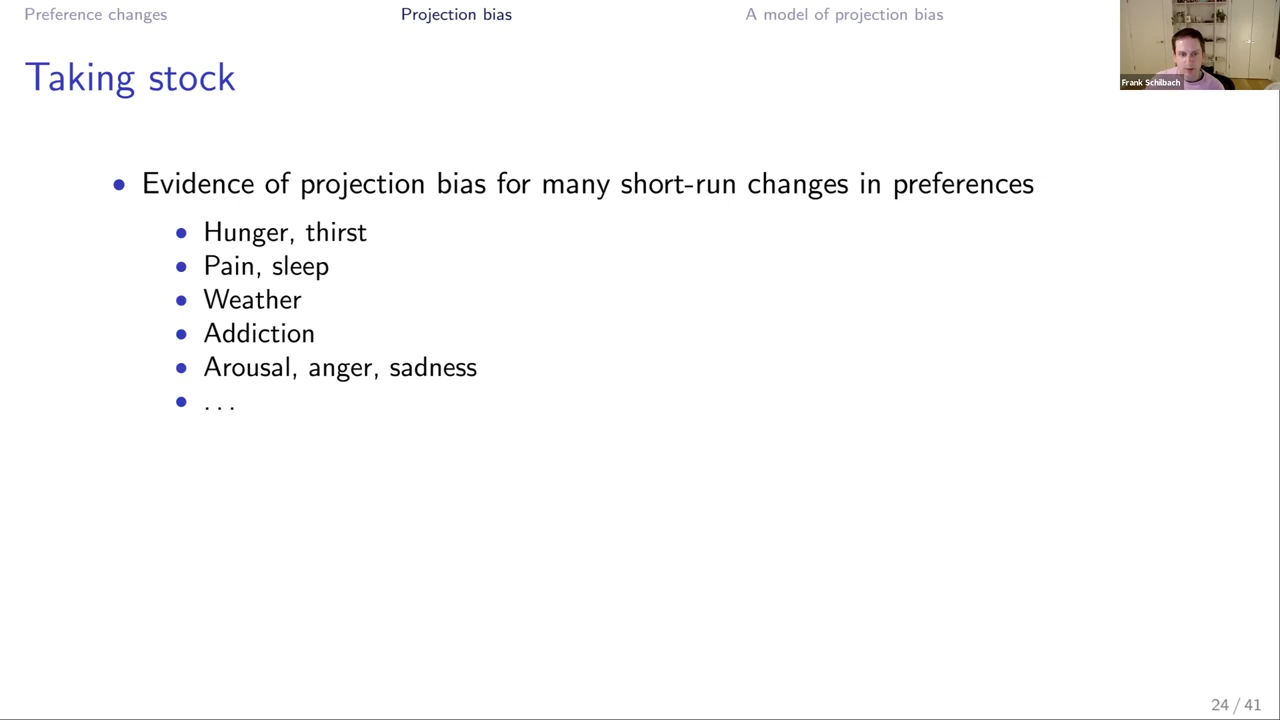 Preference changes
Projection bias
A model of projection bias
Frank Schilbach
Taking stock
• Evidence of projection bias for many short-run changes in preferences
• Hunger, thirst
• Pain, sleep
• Weather
• Addiction
• Arousal, anger, sadness
• . . .
24 / 41